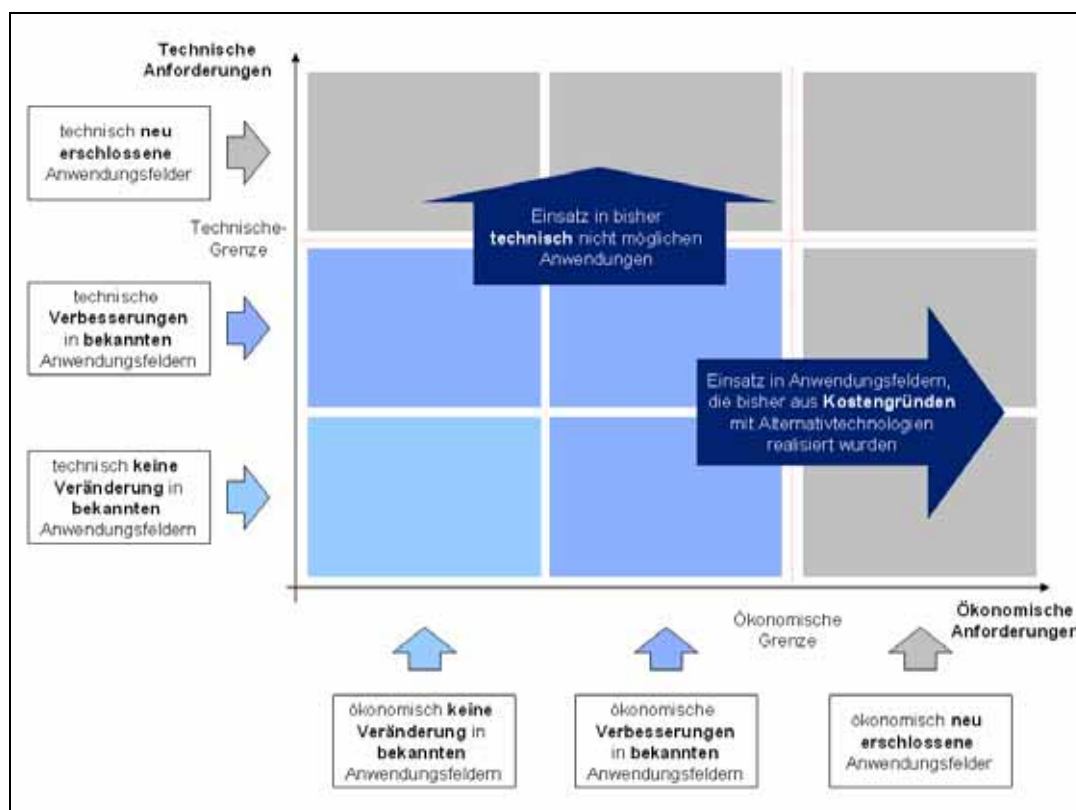 Technische
Anforderungen
technisch neu
erschlossene
Anwendungsfelder
Technische-
Grenze
Einsatz in bisher
technisch nicht möglichen
Anwendungen
technische
Verbesserungen
in bekannten
Anwendungsfeldern
Einsatz in Anwendungsfeldern,
die bisher aus Kostengründen
mit Alternativtechnologien
realisiert wurden
technisch keine
Veränderung in
bekannten
Anwendungsfeldern
Ökonomische
Grenze
Ökonomische
Anforderungen
ökonomisch keine
Veränderung in
bekannten
Anwendungsfeldern
ökonomische
Verbesserungen
in bekannten
Anwendungsfeldern
ökonomisch neu
erschlossene
Anwendungsfelder